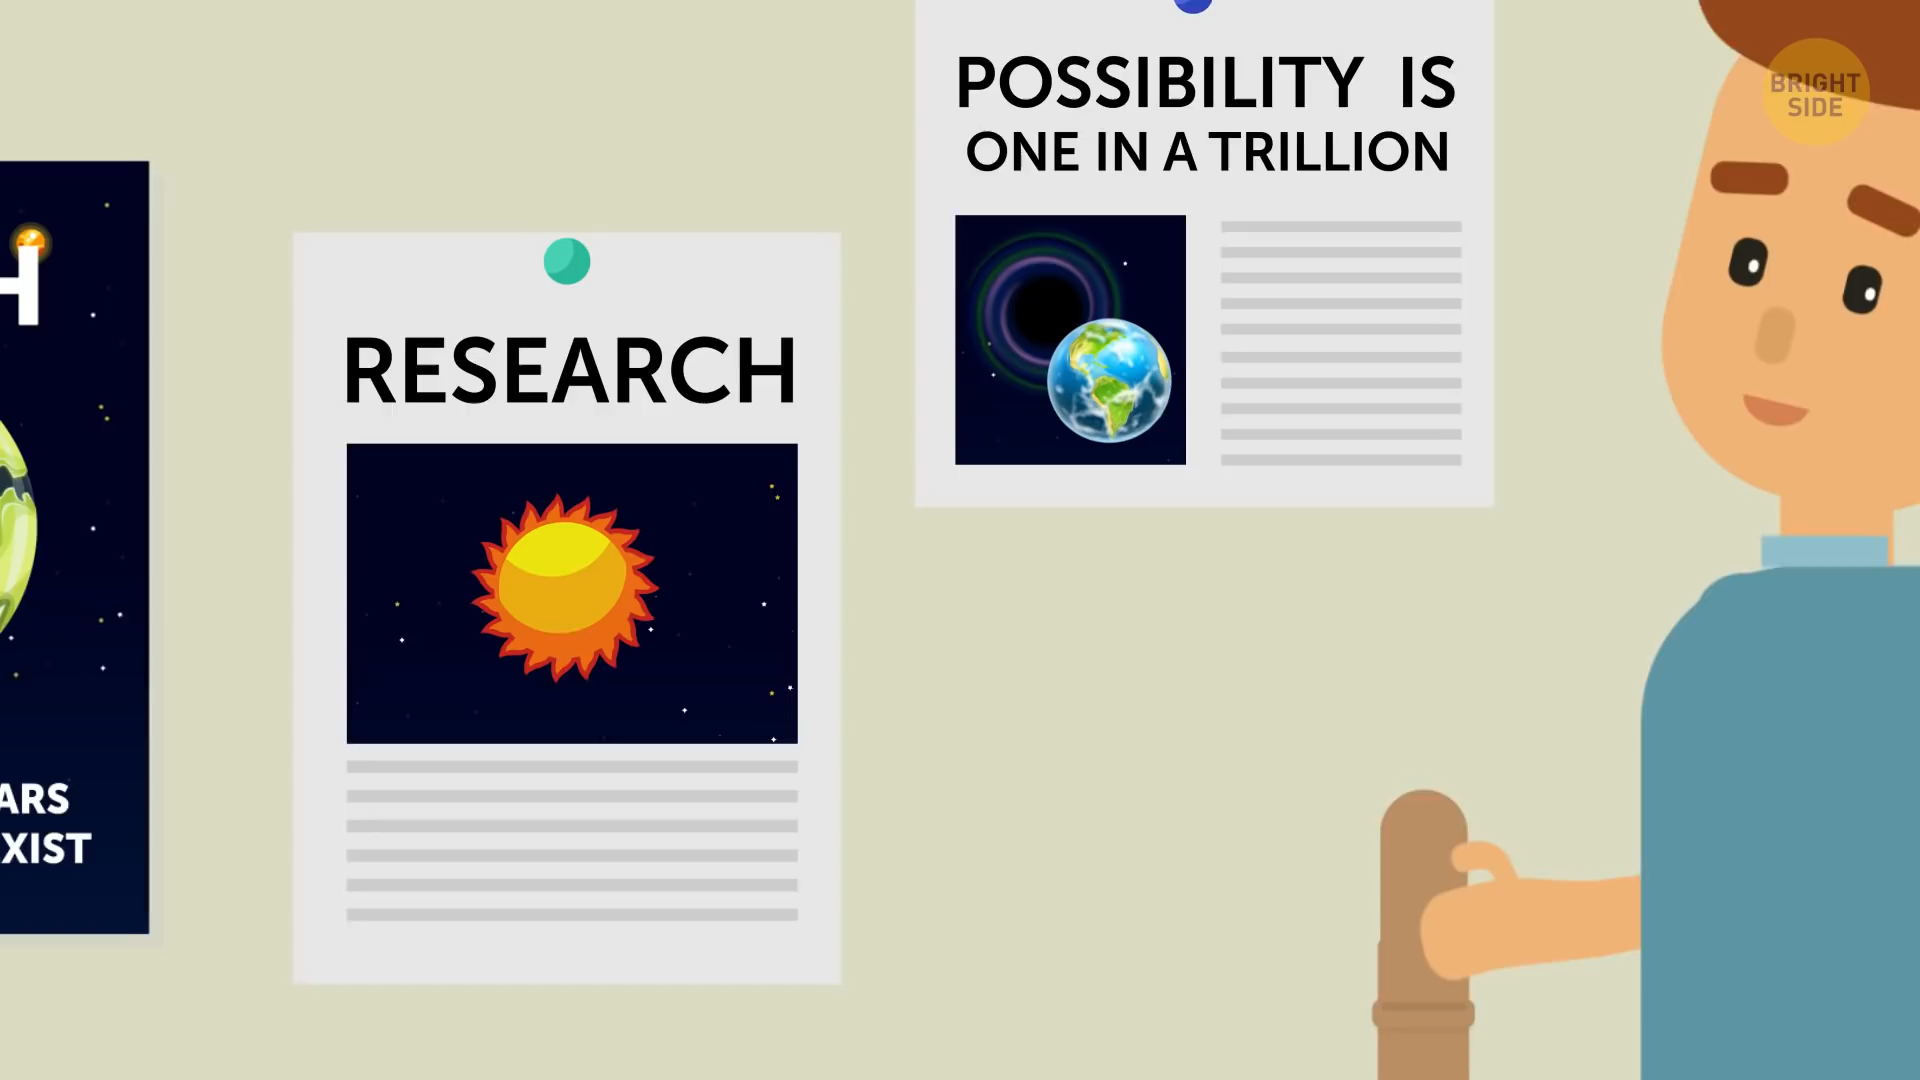 H
ARS
XIST
RESEARCH
POSSIBILITY IS
ONE IN A TRILLION
BRIGHT
SIDE